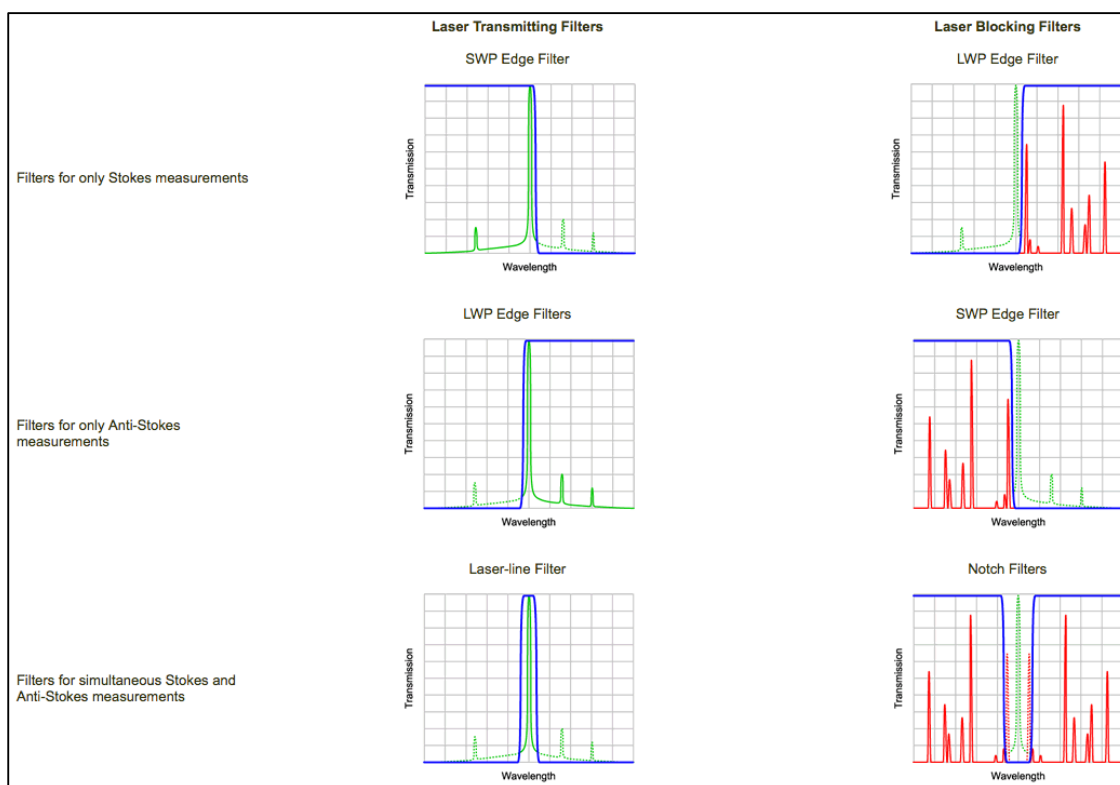 Laser Transmitting Filters
Laser Blocking Filters
SWP Edge Filter
LWP Edge Filter
Filters for only Stokes measurements
Transmission
Wavelength
Transmission
Wavelength
LWP Edge Filters
SWP Edge Filter
Filters for only Anti-Stokes
measurements
Transmission
Wavelength
Transmission
Wavelength
Laser-line Filter
Notch Filters
Filters for simultaneous Stokes and
Anti-Stokes measurements
Transmission
Wavelength
Transmission
Wavelength